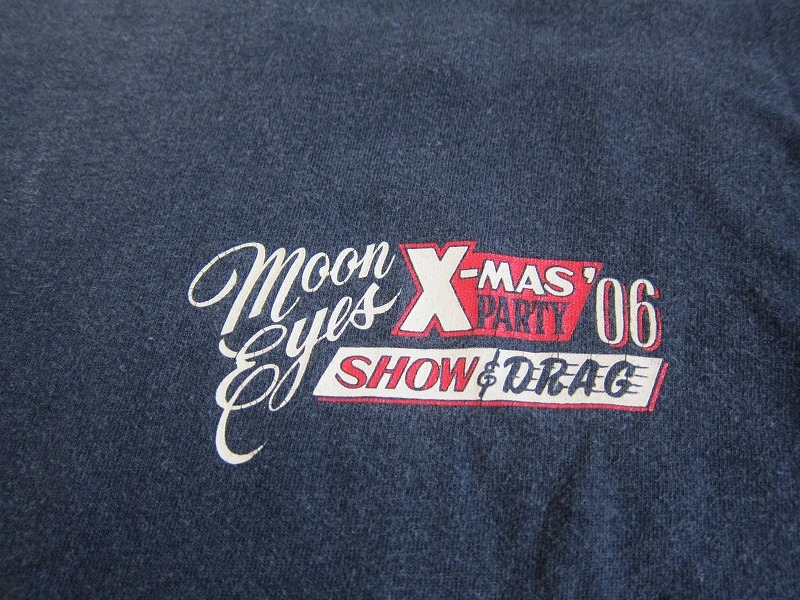 Moon Eyes
X-MAS '06
PARTY
SHOW & DRAG